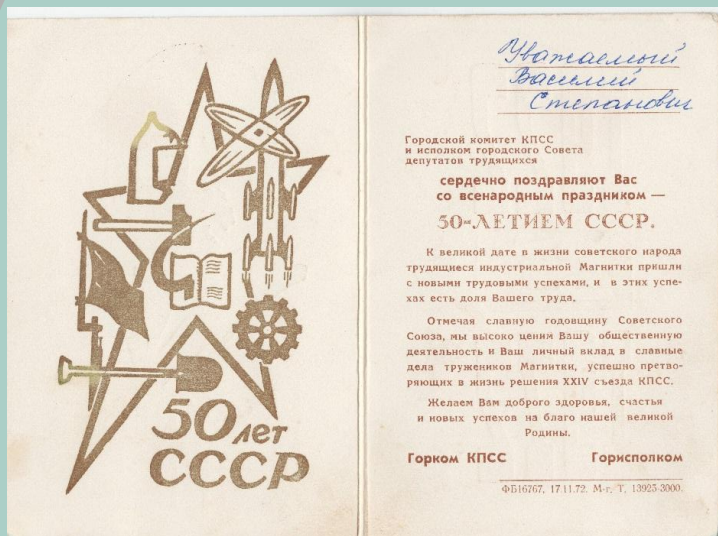 50 лет
СССР
Уважаемый
Василий
Степанович
Городской комитет КПСС
и исполком городского Совета
депутатов трудящихся
сердечно поздравляют Вас
со всенародным праздником —
50-ЛЕТИЕМ СССР.
К великой дате в жизни советского народа
трудящиеся индустриальной Магнитки пришли
с новыми трудовыми успехами, и в этих успе-
хах есть доля Вашего труда.
Отмечая славную годовщину Советского
Союза, мы высоко ценим Вашу общественную
деятельность и Ваш личный вклад в славные
дела тружеников Магнитки, успешно претво-
ряющих в жизнь решения XXIV съезда КПСС.
Желаем Вам доброго здоровья, счастья
и новых успехов на благо нашей великой
Родины.
Горком КПСС Горисполком
ФБ16767, 17.11.72. М-г, Т, 13925-3000.